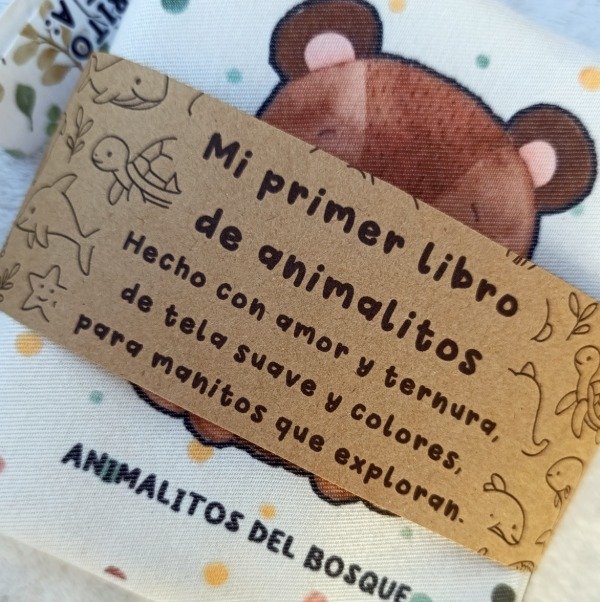 Mi primer libro
de animalitos
Hecho con amor y ternura,
de tela suave y colores,
para manitos que exploran.
ANIMALITOS DEL BOSQUE